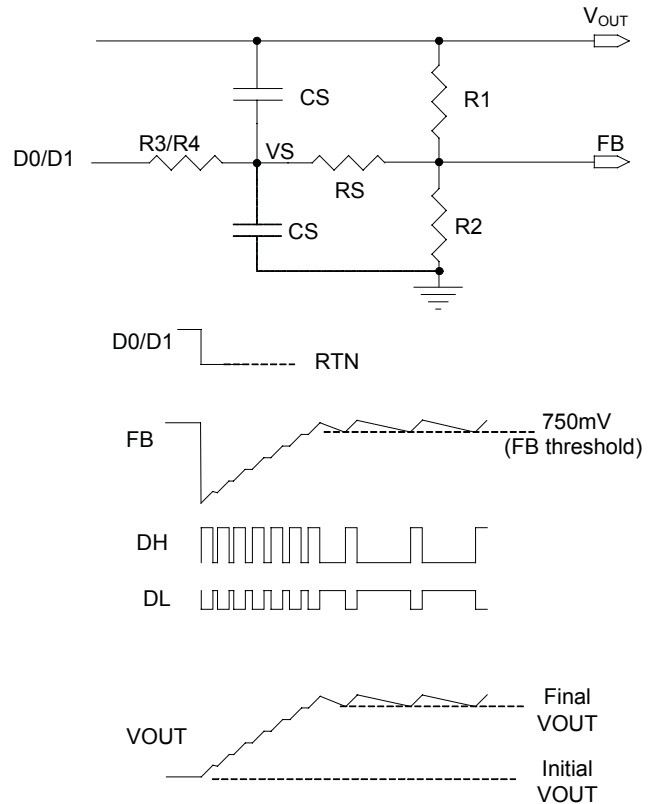 VOUT
CS
R1
D0/D1
R3/R4
VS
FB
RS
CS
R2
D0/D1
RTN
FB
750mV
(FB threshold)
DH
DL
VOUT
Final
VOUT
Initial
VOUT